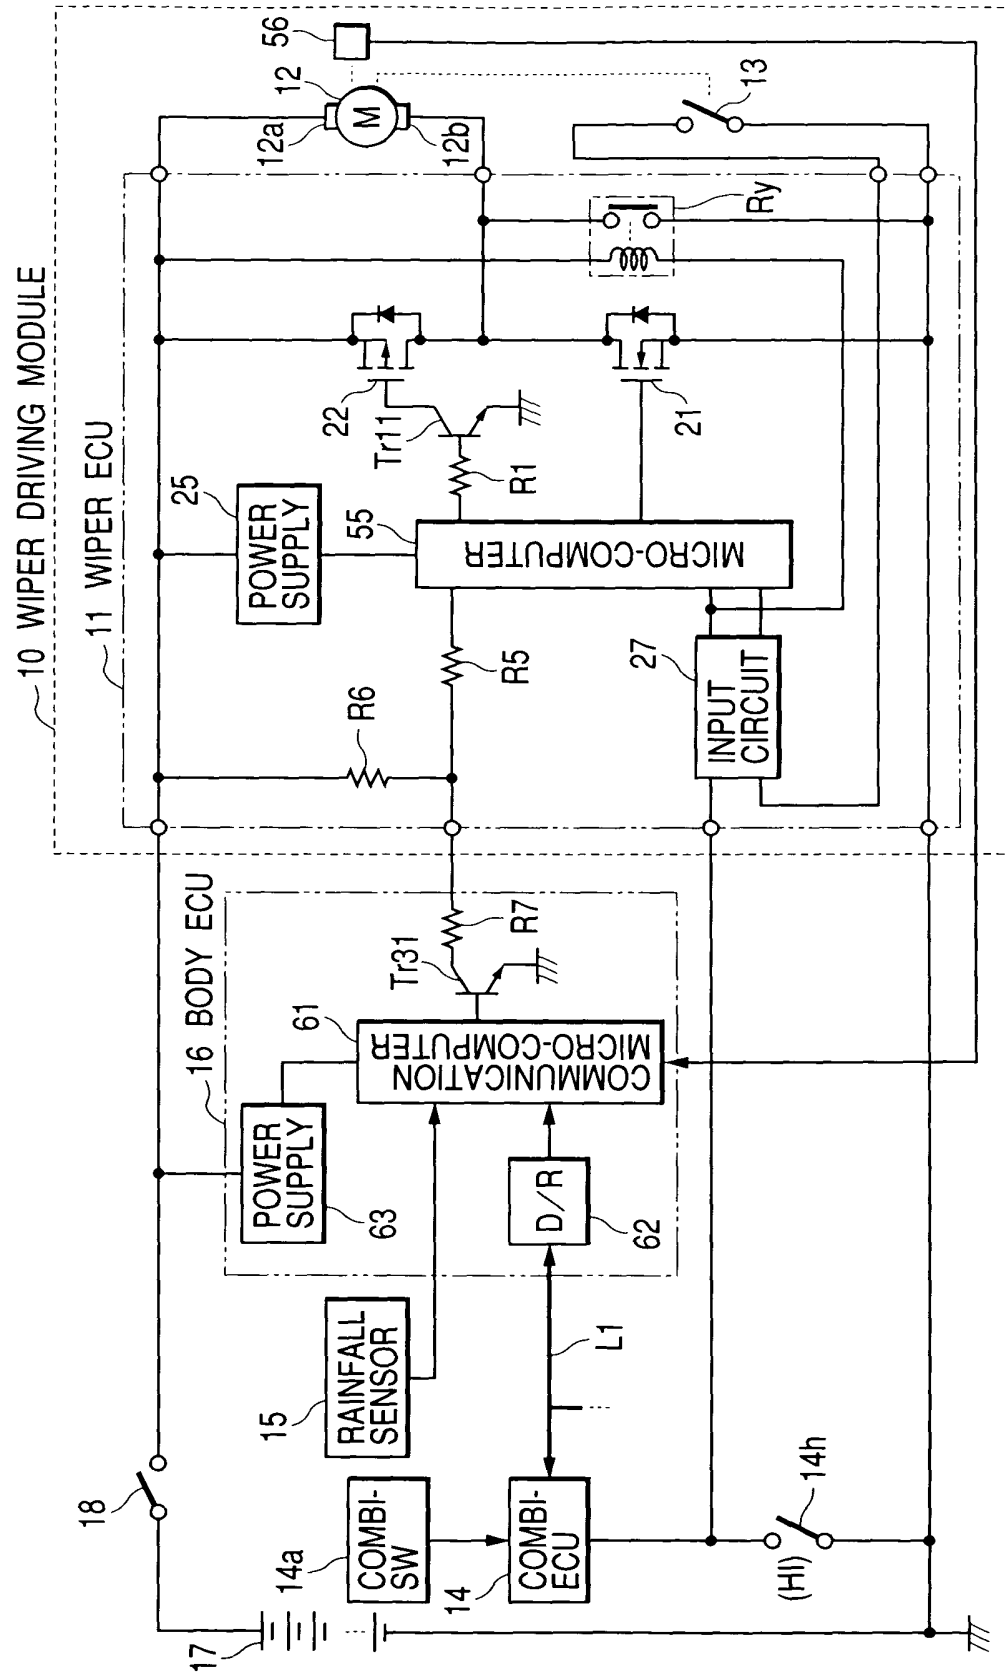 10 WIPER DRIVING MODULE
11 WIPER ECU
16 BODY ECU
18
17
14a
COMBI-
SW
14
COMBI-
ECU
(HI)
14h
15
RAINFALL
SENSOR
L1
POWER
SUPPLY
63
D/R
62
61
COMMUNICATION
MICRO-COMPUTER
Tr31
R7
R6
R5
25
POWER
SUPPLY
55
MICRO-COMPUTER
27
INPUT
CIRCUIT
R1
Tr11
22
21
Ry
12a
12
M
12b
56
13